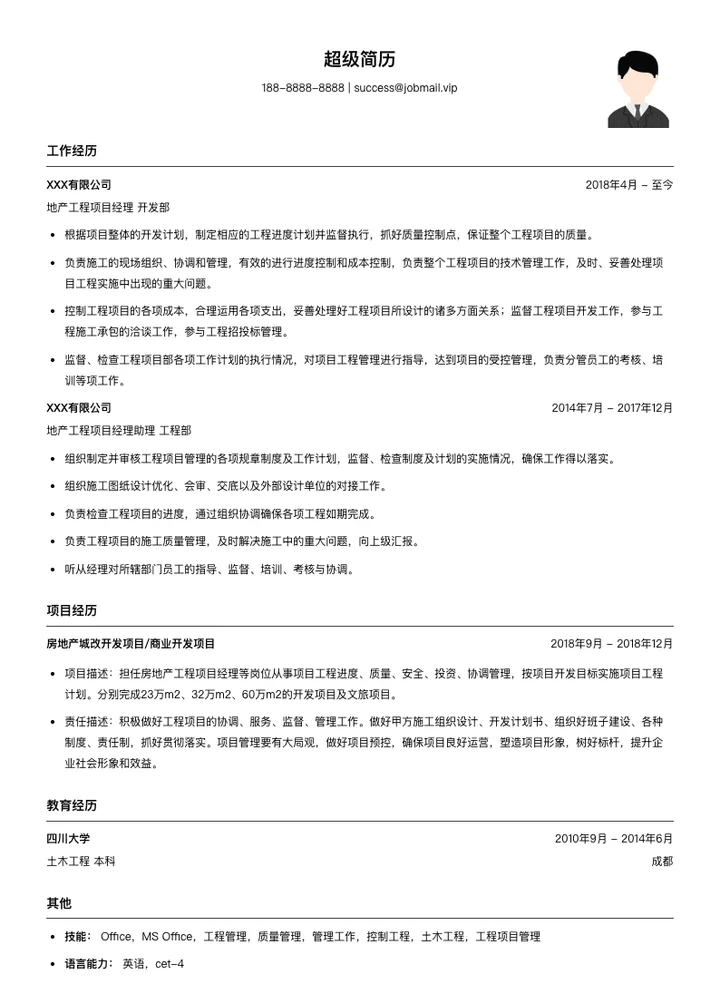 超级简历
188-8888-8888 | success@jobmail.vip
工作经历
XXX有限公司 2018年4月 - 至今
地产工程项目经理 开发部
• 根据项目整体的开发计划，制定相应的工程进度计划并监督执行，抓好质量控制点，保证整个工程项目的质量。
• 负责施工的现场组织、协调和管理，有效的进行进度控制和成本控制，负责整个工程项目的技术管理工作，及时、妥善处理项
目工程实施中出现的重大问题。
• 控制工程项目的各项成本，合理运用各项支出，妥善处理好工程项目所设计的诸多方面关系；监督工程项目开发工作，参与工
程施工承包的洽谈工作，参与工程招投标管理。
• 监督、检查工程项目部各项工作计划的执行情况，对项目工程管理进行指导，达到项目的受控管理，负责分管员工的考核、培
训等项工作。
XXX有限公司 2014年7月 - 2017年12月
地产工程项目经理助理 工程部
• 组织制定并审核工程项目管理的各项规章制度及工作计划，监督、检查制度及计划的实施情况，确保工作得以落实。
• 组织施工图纸设计优化、会审、交底以及外部设计单位的对接工作。
• 负责检查工程项目的进度，通过组织协调确保各项工程如期完成。
• 负责工程项目的施工质量管理，及时解决施工中的重大问题，向上级汇报。
• 听从经理对所辖部门员工的指导、监督、培训、考核与协调。
项目经历
房地产城改开发项目/商业开发项目 2018年9月 - 2018年12月
• 项目描述：担任房地产工程项目经理等岗位从事项目工程进度、质量、安全、投资、协调管理，按项目开发目标实施项目工程
计划。分别完成23万m2、32万m2、60万m2的开发项目及文旅项目。
• 责任描述：积极做好工程项目的协调、服务、监督、管理工作。做好甲方施工组织设计、开发计划书、组织好班子建设、各种
制度、责任制，抓好贯彻落实。项目管理要有大局观，做好项目预控，确保项目良好运营，塑造项目形象，树好标杆，提升企
业社会形象和效益。
教育经历
四川大学 2010年9月 - 2014年6月
土木工程 本科 成都
其他
• 技能： Office，MS Office，工程管理，质量管理，管理工作，控制工程，土木工程，工程项目管理
• 语言能力： 英语，cet-4